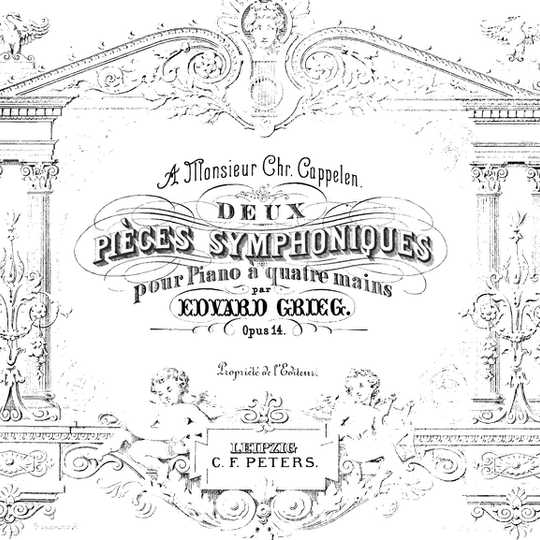 A Monsieur Chr. Cappelen.
DEUX
PIÈCES SYMPHONIQUES
pour Piano à quatre mains
par
EDVARD GRIEG.
Opus 14.
Propriété de l'Editeur.
LEIPZIG
C. F. PETERS.